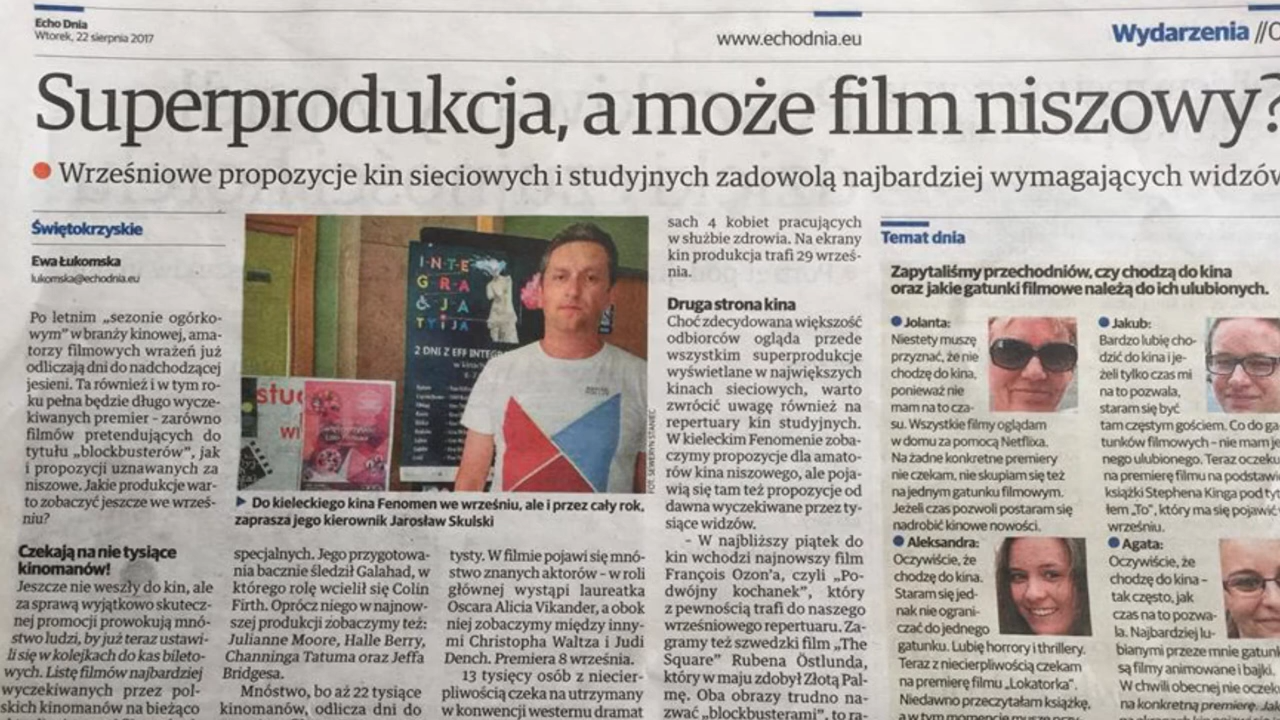 Echo Dnia
Wtorek, 22 sierpnia 2017
www.echodnia.eu
Wydarzenia //
Superprodukcja, a może film niszowy?
Wrześniowe propozycje kin sieciowych i studyjnych zadowolą najbardziej wymagających widzów
Świętokrzyskie
Ewa Łukomska
lukomska@echodnia.eu
Po letnim „sezonie ogórko-
wym" w branży kinowej, ama-
torzy filmowych wrażeń już
odliczają dni do nadchodzącej
jesieni. Ta również i w tym ro-
ku pełna będzie długo wycze-
kiwanych premier - zarówno
filmów pretendujących do
tytułu „blockbusterów", jak
i propozycji uznawanych za
niszowe. Jakie produkcje war-
to zobaczyć jeszcze we wrześ-
niu?
Czekają na nie tysiące
kinomanów!
Jeszcze nie weszły do kin, ale
za sprawą wyjątkowo skutecz-
nej promocji prowokują mnó-
stwo ludzi, by już teraz ustawi-
li się w kolejkach do kas bileto-
wych. Listę filmów najbardziej
wyczekiwanych przez pol-
skich kinomanów na bieżąco
I·N·T·E
G R A
& J A
T Y I J A
2 DNI Z EFF INTEGR
FOT. SEWERYN STANIEC
Do kieleckiego kina Fenomen we wrześniu, ale i przez cały rok,
zaprasza jego kierownik Jarosław Skulski
specjalnych. Jego przygotowa-
nia bacznie śledził Galahad, w
którego rolę wcielił się Colin
Firth. Oprócz niego w najnow-
szej produkcji zobaczymy też:
Julianne Moore, Halle Berry,
Channinga Tatuma oraz Jeffa
Bridgesa.
Mnóstwo, bo aż 22 tysiące
kinomanów, odlicza dni do
tysty. W filmie pojawi się mnó-
stwo znanych aktorów – w roli
głównej wystąpi laureatka
Oscara Alicia Vikander, a obok
niej zobaczymy między inny-
mi Christopha Waltza i Judi
Dench. Premiera 8 września.
13 tysięcy osób z niecier-
pliwością czeka na utrzymany
w konwencji westernu dramat
sach 4 kobiet pracujących
w służbie zdrowia. Na ekrany
kin produkcja trafi 29 wrześ-
nia.
Druga strona kina
Choć zdecydowana większość
odbiorców ogląda przede
wszystkim superprodukcje
wyświetlane w największych
kinach sieciowych, warto
zwrócić uwagę również na
repertuary kin studyjnych.
W kieleckim Fenomenie zoba-
czymy propozycje dla amato-
rów kina niszowego, ale poja-
wią się tam też propozycje od
dawna wyczekiwane przez ty-
siące widzów.
- W najbliższy piątek do
kin wchodzi najnowszy film
François Ozon'a, czyli „Po-
dwójny kochanek", który
z pewnością trafi do naszego
wrześniowego repertuaru. Za-
gramy też szwedzki film „The
Square" Rubena Östlunda,
który w maju zdobył Złotą Pal-
mę. Oba obrazy trudno na-
zwać „blockbusterami", to ra-
Temat dnia
Zapytaliśmy przechodniów, czy chodzą do kina
oraz jakie gatunki filmowe należą do ich ulubionych.
Jolanta:
Niestety muszę
przyznać, że nie
chodzę do kina,
ponieważ nie
mam na to cza-
su. Wszystkie filmy oglądam
w domu za pomocą Netflixa.
Na żadne konkretne premiery
nie czekam, nie skupiam się też
na jednym gatunku filmowym.
Jeżeli czas pozwoli postaram się
nadrobić kinowe nowości.
Aleksandra:
Oczywiście, że
chodzę do kina.
Staram się jed-
nak nie ograni-
czać do jednego
gatunku. Lubię horrory i thrillery.
Teraz z niecierpliwością czekam
na premierę filmu „Lokatorka".
Niedawno przeczytałam książkę,
a w tym momencie muszę
Jakub:
Bardzo lubię cho-
dzić do kina i je-
żeli tylko czas mi
na to pozwala,
staram się być
tam częstym gościem. Co do ga
tunków filmowych – nie mam je
nego ulubionego. Teraz oczeku
na premierę filmu na podstawi
książki Stephena Kinga pod ty
łem „To", który ma się pojawić
wrześniu.
Agata:
Oczywiście, że
chodzę do kina –
tak często, jak
czas na to pozwa-
la. Najbardziej lu-
bianymi przeze mnie gatunk
są filmy animowane i bajki.
W chwili obecnej nie oczek
na konkretną premierę. Jak